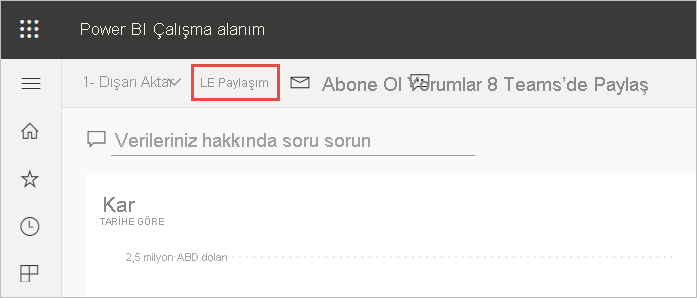 Power BI Çalışma alanım
1- Dışarı Aktar LE Paylaşım Abone Ol Yorumlar 8 Teams'de Paylaş
Verileriniz hakkında soru sorun
Kar
TARİHE GÖRE
2,5 milyon ABD doları